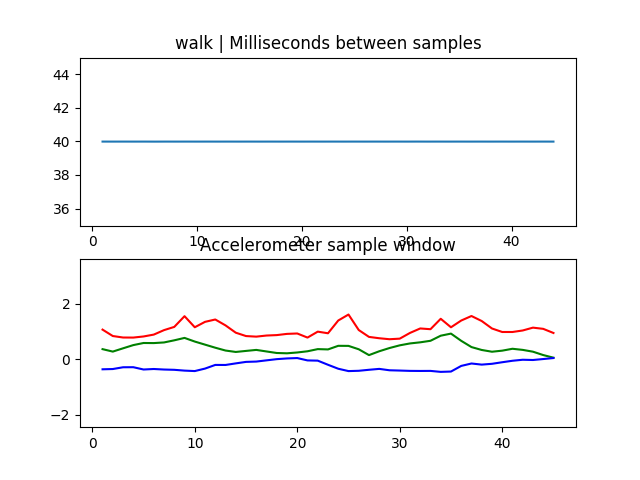 walk | Milliseconds between samples
44
42
40
38
36
0 10 20 30 40
Accelerometer sample window
2
0
−2
0 10 20 30 40